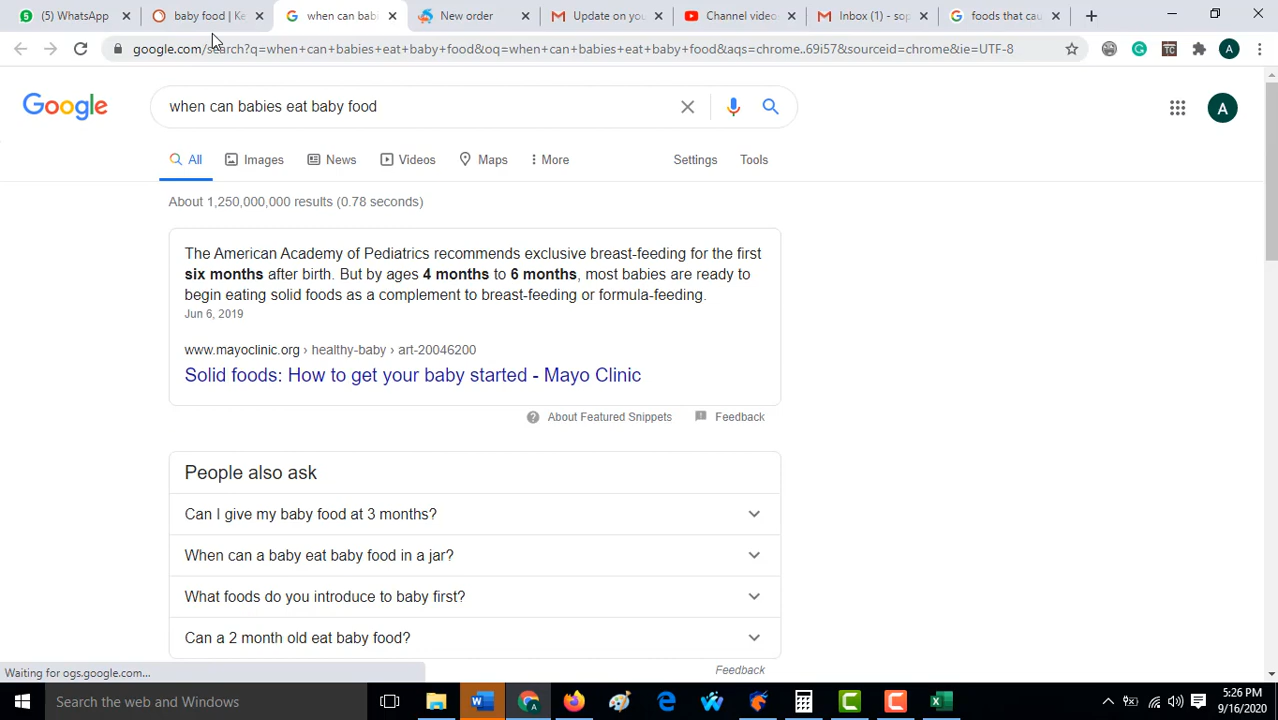 (5) WhatsApp
baby food | Ke
when can bab
New order
Update on you
Channel video
Inbox (1) - sop
foods that cau
google.com/search?q=when+can+babies+eat+baby+food&oq=when+can+babies+eat+baby+food&aqs=chrome..69i57&sourceid=chrome&ie=UTF-8
TC
A
Google
when can babies eat baby food
A
All
Images
News
Videos
Maps
More
Settings
Tools
About 1,250,000,000 results (0.78 seconds)
The American Academy of Pediatrics recommends exclusive breast-feeding for the first
six months after birth. But by ages 4 months to 6 months, most babies are ready to
begin eating solid foods as a complement to breast-feeding or formula-feeding.
Jun 6, 2019
www.mayoclinic.org › healthy-baby › art-20046200
Solid foods: How to get your baby started - Mayo Clinic
About Featured Snippets
Feedback
People also ask
Can I give my baby food at 3 months?
When can a baby eat baby food in a jar?
What foods do you introduce to baby first?
Can a 2 month old eat baby food?
Feedback
Waiting for ogs.google.com...
Search the web and Windows
5:26 PM
9/16/2020